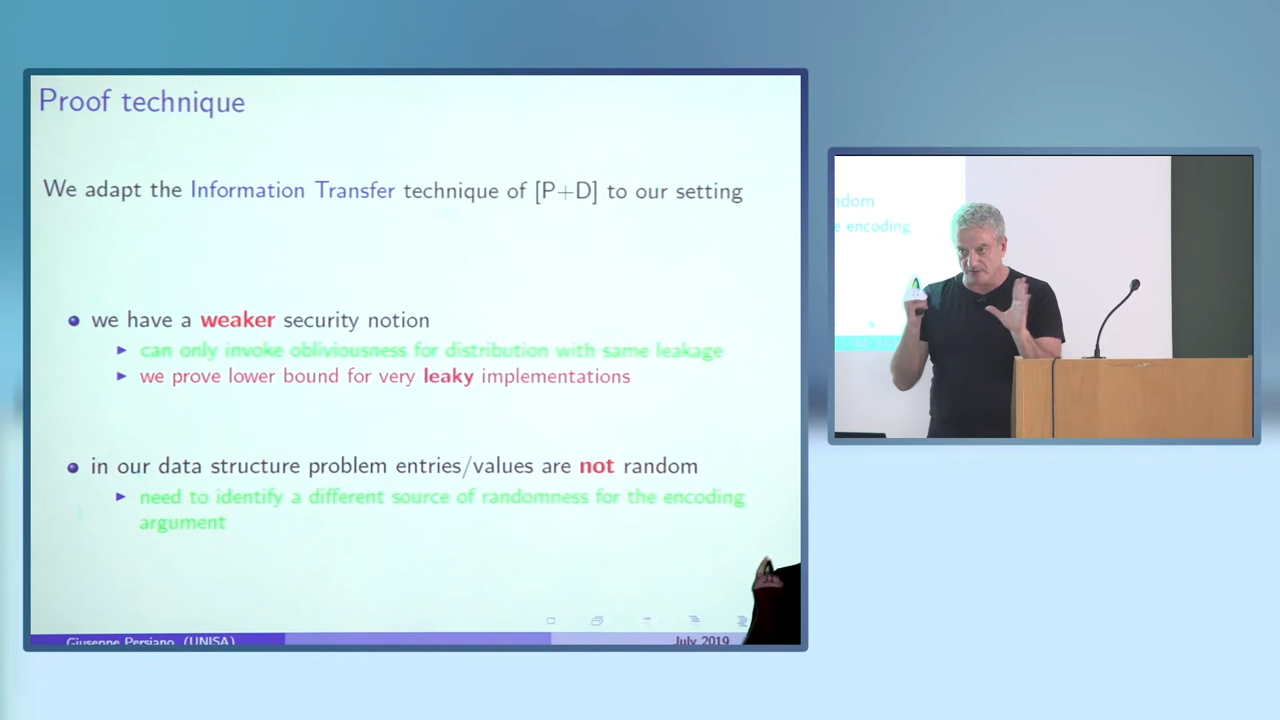 Proof technique
We adapt the Information Transfer technique of [P+D] to our setting
we have a weaker security notion
can only invoke obliviousness for distribution with same leakage
we prove lower bound for very leaky implementations
in our data structure problem entries/values are not random
need to identify a different source of randomness for the encoding
argument
Giuseppe Persiano (UNISA)
July 2019
ndom
e encoding